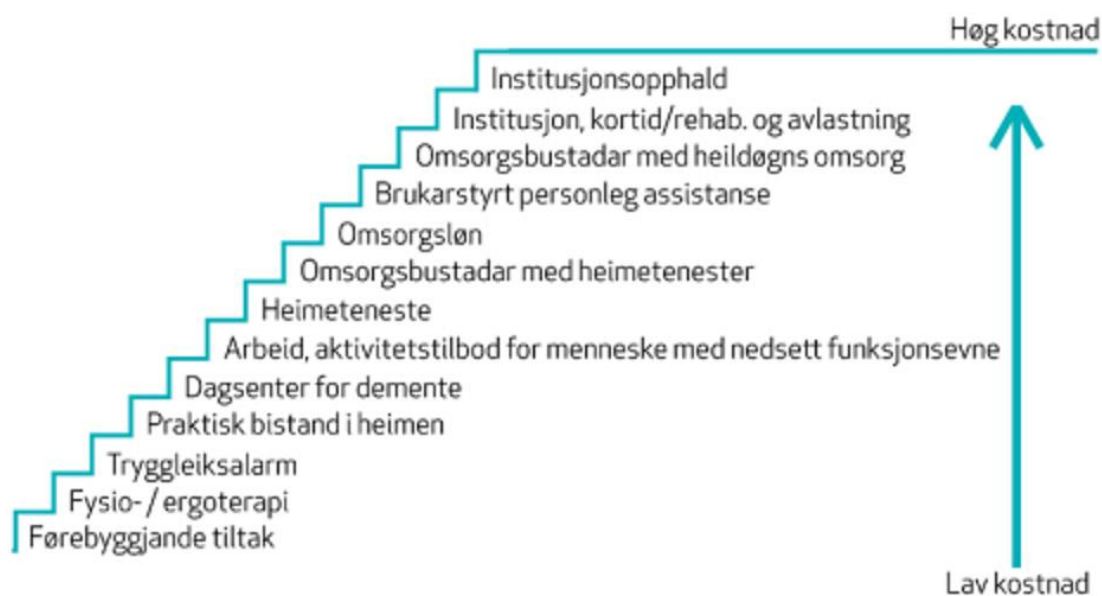 Høg kostnad
Institusjonsopphald
Institusjon, kortid/rehab. og avlastning
Omsorgsbustadar med heildøgns omsorg
Brukarstyrt personleg assistanse
Omsorgsløn
Omsorgsbustadar med heimetenester
Heimeteneste
Arbeid, aktivitetstilbod for menneske med nedsett funksjonsevne
Dagsenter for demente
Praktisk bistand i heimen
Tryggleiksalarm
Fysio- / ergoterapi
Førebyggjande tiltak
Lav kostnad